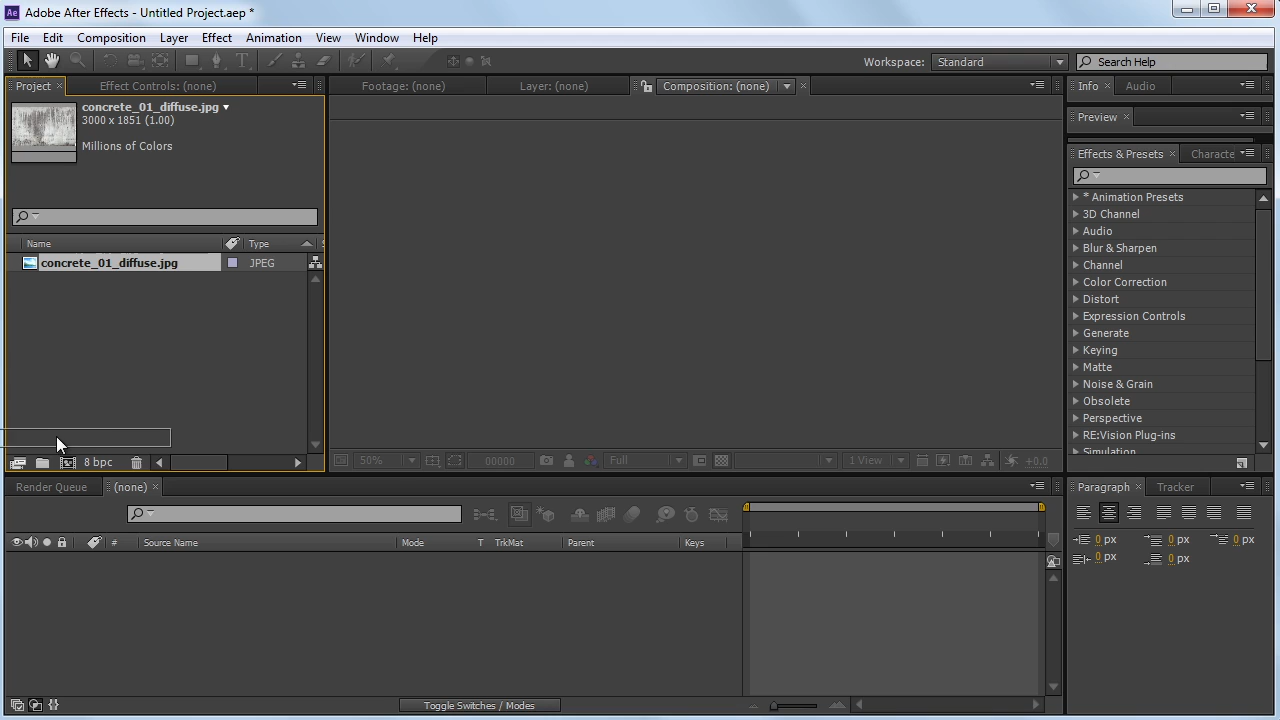 Ae Adobe After Effects - Untitled Project.aep *
File Edit Composition Layer Effect Animation View Window Help
Workspace: Standard Search Help
Project Effect Controls: (none) Footage: (none) Layer: (none) Composition: (none) Info Audio
concrete_01_diffuse.jpg
3000 x 1851 (1.00)
Millions of Colors
Preview
Effects & Presets Characte
* Animation Presets
3D Channel
Audio
Blur & Sharpen
Channel
Color Correction
Distort
Expression Controls
Generate
Keying
Matte
Noise & Grain
Obsolete
Perspective
RE:Vision Plug-ins
Simulation
Name Type S
concrete_01_diffuse.jpg JPEG
8 bpc
50% 00000 Full 1 View +0.0
Render Queue (none)
# Source Name Mode T TrkMat Parent Keys
Toggle Switches / Modes
Paragraph Tracker
0 px 0 px 0 px
0 px 0 px